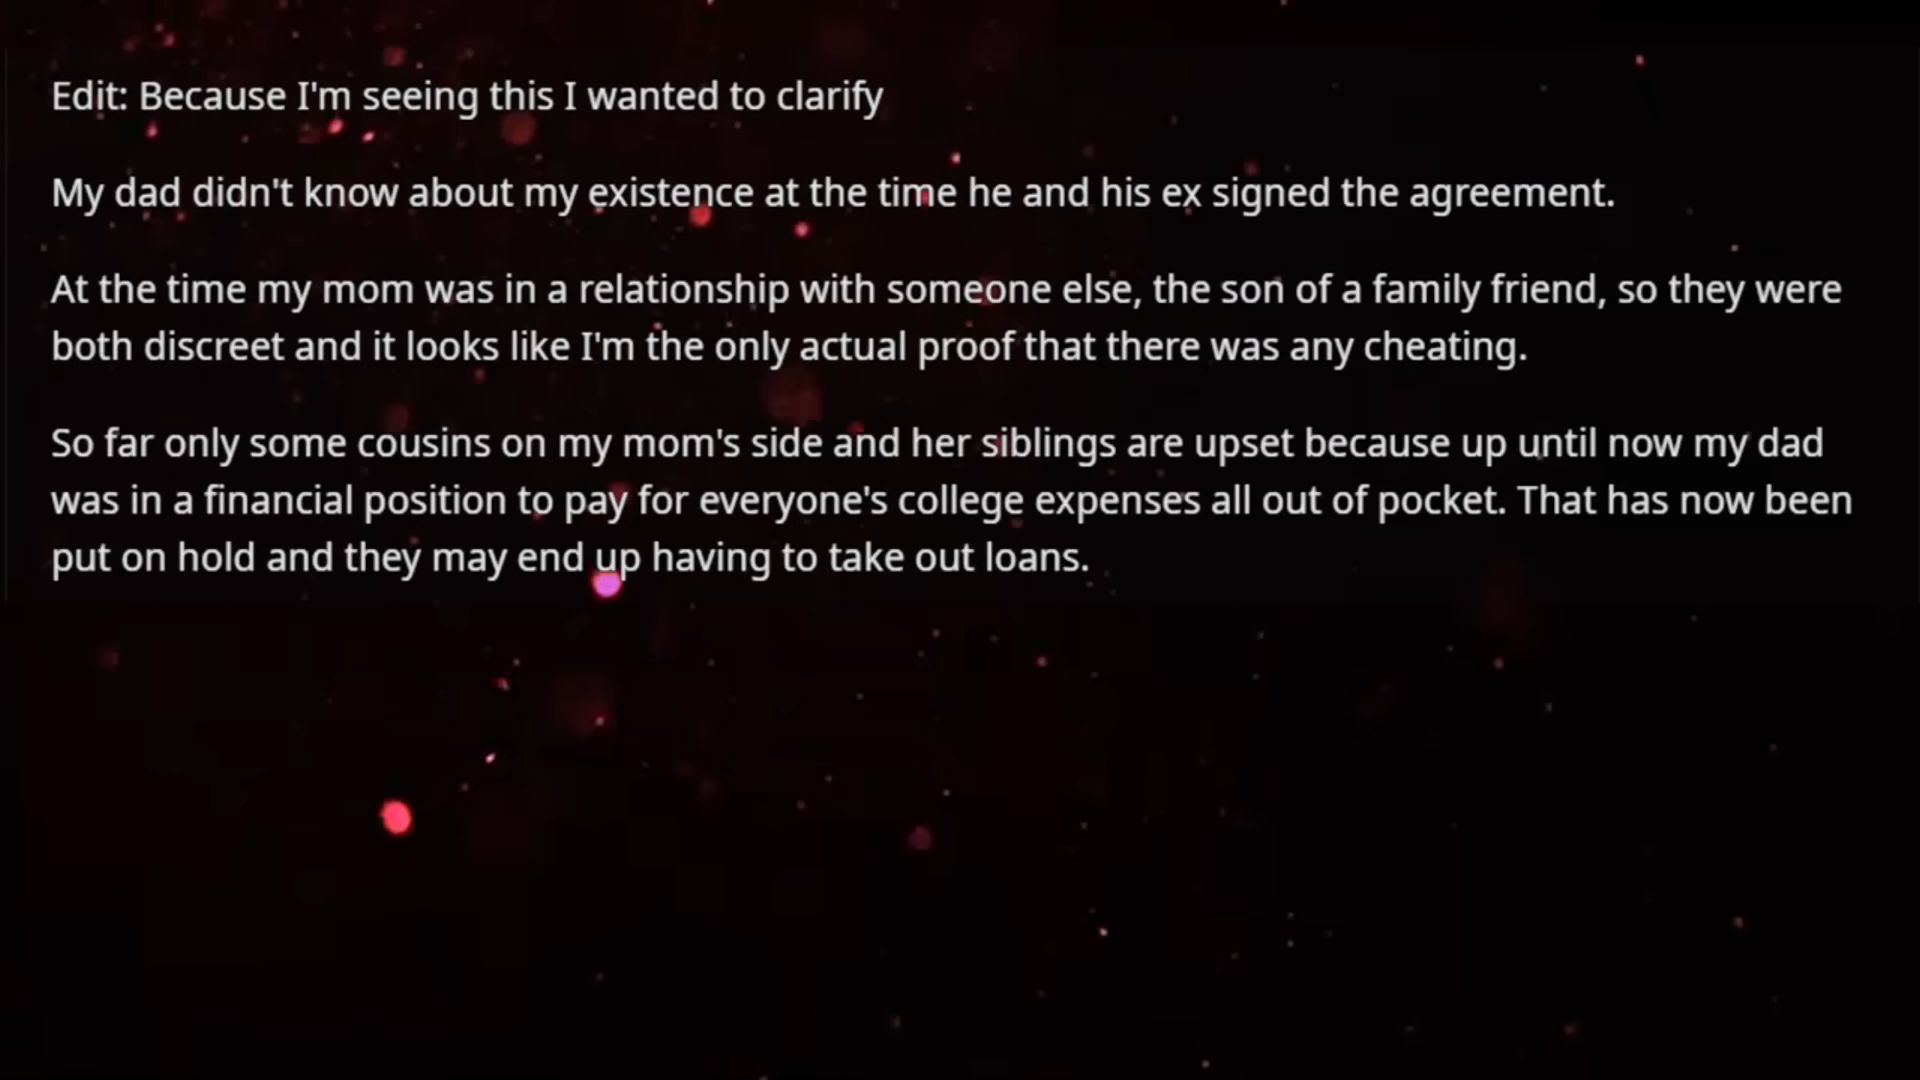 Edit: Because I'm seeing this I wanted to clarify
My dad didn't know about my existence at the time he and his ex signed the agreement.
At the time my mom was in a relationship with someone else, the son of a family friend, so they were
both discreet and it looks like I'm the only actual proof that there was any cheating.
So far only some cousins on my mom's side and her siblings are upset because up until now my dad
was in a financial position to pay for everyone's college expenses all out of pocket. That has now been
put on hold and they may end up having to take out loans.